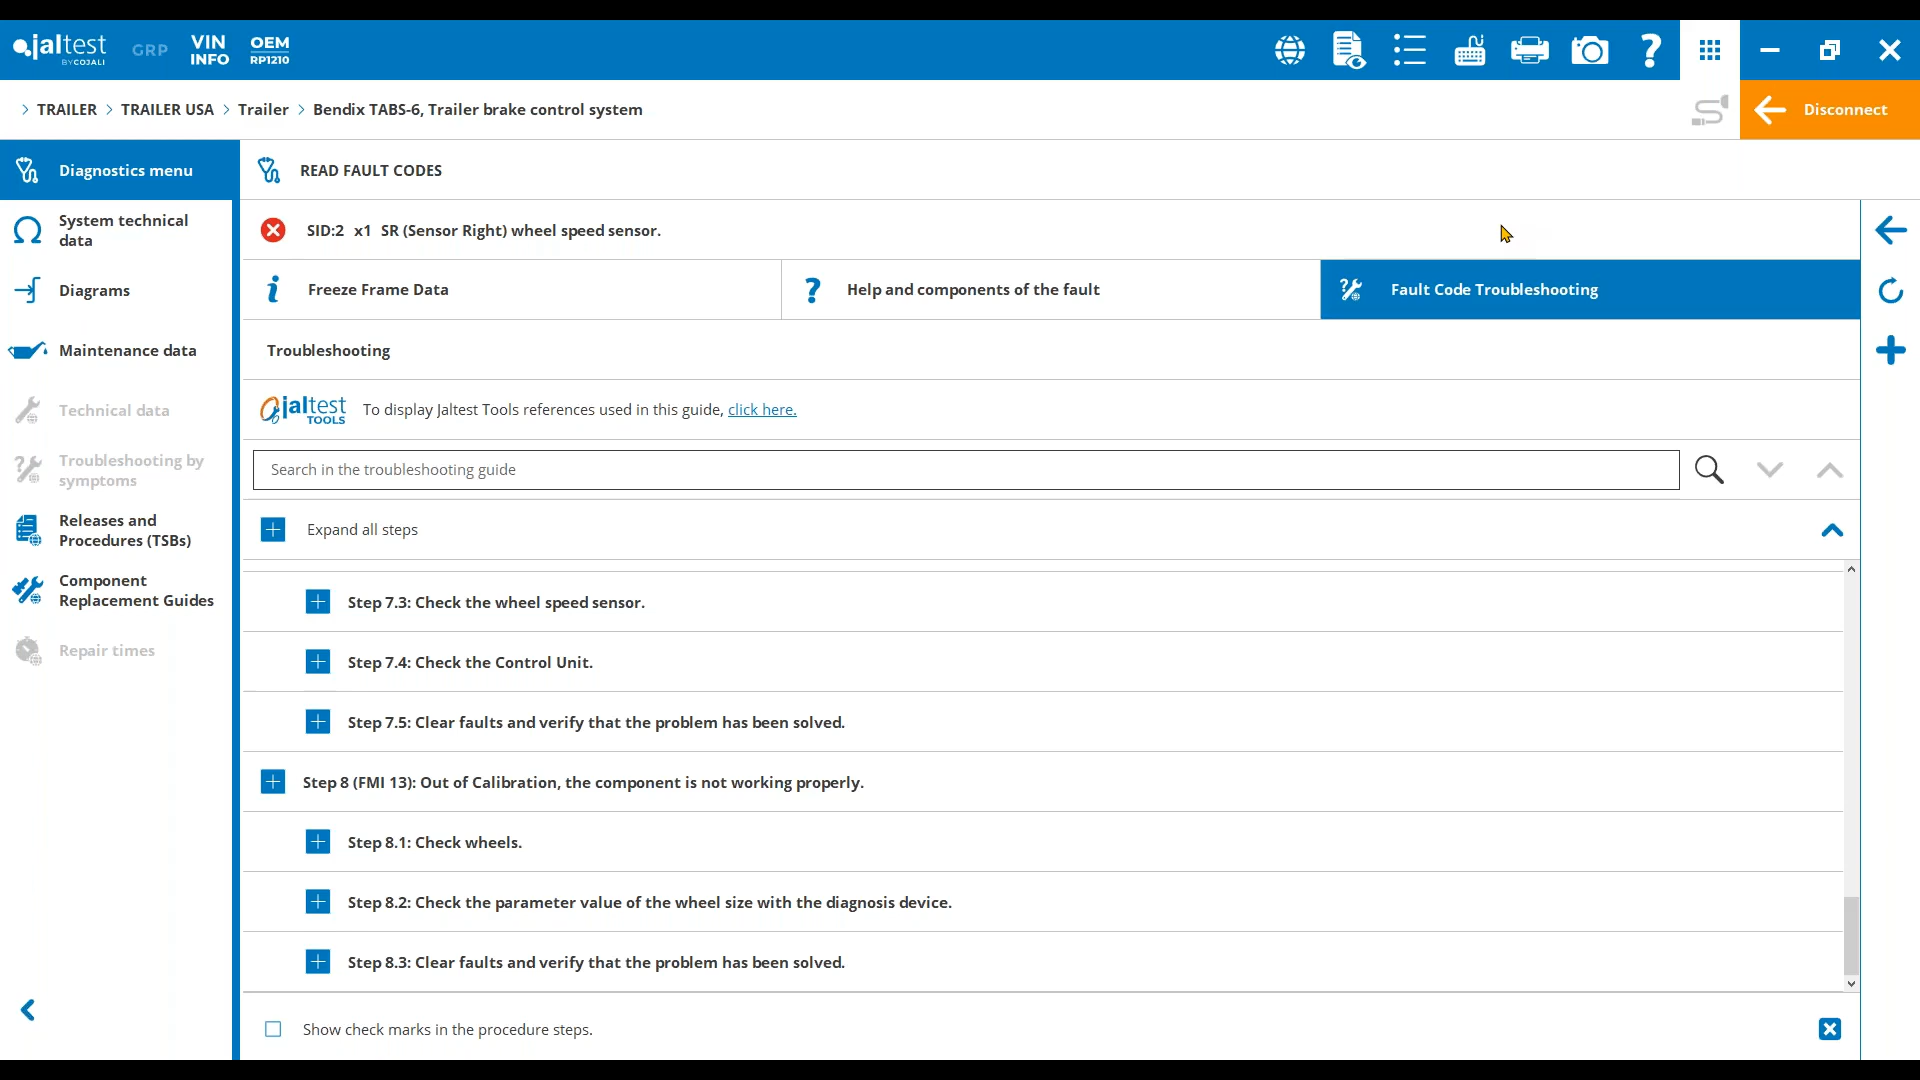 jaltest
BY COJALI
GRP
VIN
INFO
OEM
RP1210
> TRAILER > TRAILER USA > Trailer > Bendix TABS-6, Trailer brake control system
Disconnect
Diagnostics menu
READ FAULT CODES
System technical
data
SID:2 x1 SR (Sensor Right) wheel speed sensor.
Diagrams
Freeze Frame Data
Help and components of the fault
Fault Code Troubleshooting
Maintenance data
Troubleshooting
Technical data
jaltest
TOOLS
To display Jaltest Tools references used in this guide, click here.
Troubleshooting by
symptoms
Search in the troubleshooting guide
Releases and
Procedures (TSBs)
Expand all steps
Component
Replacement Guides
Step 7.3: Check the wheel speed sensor.
Repair times
Step 7.4: Check the Control Unit.
Step 7.5: Clear faults and verify that the problem has been solved.
Step 8 (FMI 13): Out of Calibration, the component is not working properly.
Step 8.1: Check wheels.
Step 8.2: Check the parameter value of the wheel size with the diagnosis device.
Step 8.3: Clear faults and verify that the problem has been solved.
Show check marks in the procedure steps.